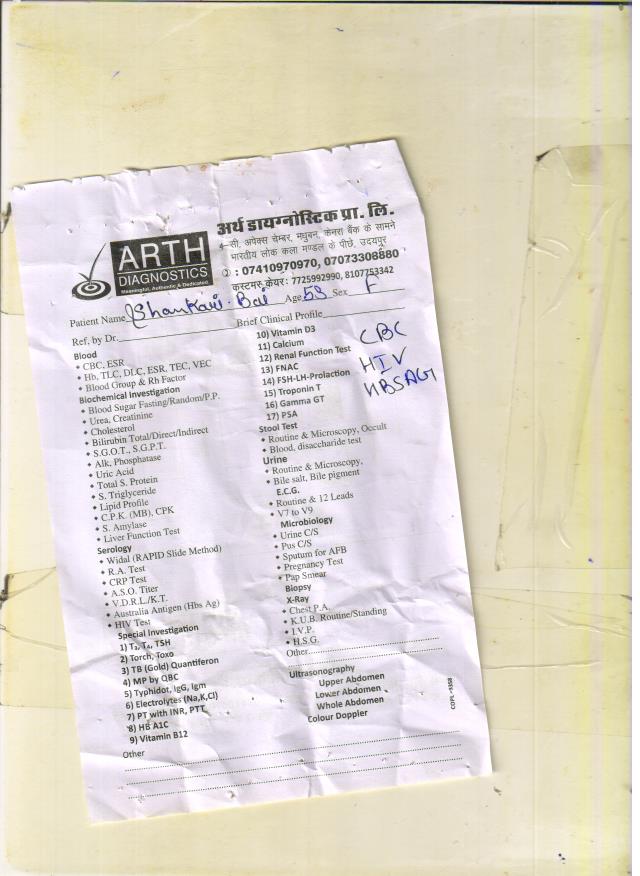 ARTH
DIAGNOSTICS
Meaningful, Authentic & Dedicated
अर्थ डायग्नोस्टिक प्रा. लि.
4-सी, अपेक्स चेम्बर, मधुबन, केनरा बैंक के सामने
भारतीय लोक कला मण्डल के पीछे, उदयपुर
: 07410970970, 07073308880
कस्टमर केयर: 7725992990, 8107753342
Patient Name Shankari Bai Age 55 Sex F
Ref, by Dr. Brief Clinical Profile
Blood
• CBC, ESR
• Hb, TLC, DLC, ESR, TEC, VEC
• Blood Group & Rh Factor
Biochemical Investigation
• Blood Sugar Fasting/Random/P.P.
• Urea, Creatinine
• Cholesterol
• Bilirubin Total/Direct/Indirect
• S.G.O.T., S.G.P.T.
• Alk, Phosphatase
• Uric Acid
• Total S. Protein
• S. Triglyceride
• Lipid Profile
• C.P.K. (MB), CPK
• S. Amylase
• Liver Function Test
Serology
• Widal (RAPID Slide Method)
• R.A. Test
• CRP Test
• A.S.O. Titer
• V.D.R.L./K.T.
• Australia Antigen (Hbs Ag)
• HIV Test
Special Investigation
1) T3, T4, TSH
2) Torch, Toxo
3) TB (Gold) Quantiferon
4) MP by QBC
5) Typhidot, IgG, Igm
6) Electrolytes (Na,K,Cl)
7) PT with INR, PTT
8) HB A1C
9) Vitamin B12
Other
10) Vitamin D3
11) Calcium
12) Renal Function Test
13) FNAC
14) FSH-LH-Prolaction
15) Troponin T
16) Gamma GT
17) PSA
CBC
HIV
HBSAG
Stool Test
• Routine & Microscopy, Occult
• Blood, disaccharide test
Urine
• Routine & Microscopy,
• Bile salt, Bile pigment
E.C.G.
• Routine & 12 Leads
• V7 to V9
Microbiology
• Urine C/S
• Pus C/S
• Sputum for AFB
• Pregnancy Test
• Pap Smear
Biopsy
X-Ray
• Chest P.A.
• K.U.B. Routine/Standing
• I.V.P.
• H.S.G.
Other
Ultrasonography
Upper Abdomen
Lower Abdomen
Whole Abdomen
Colour Doppler
COPL -9358